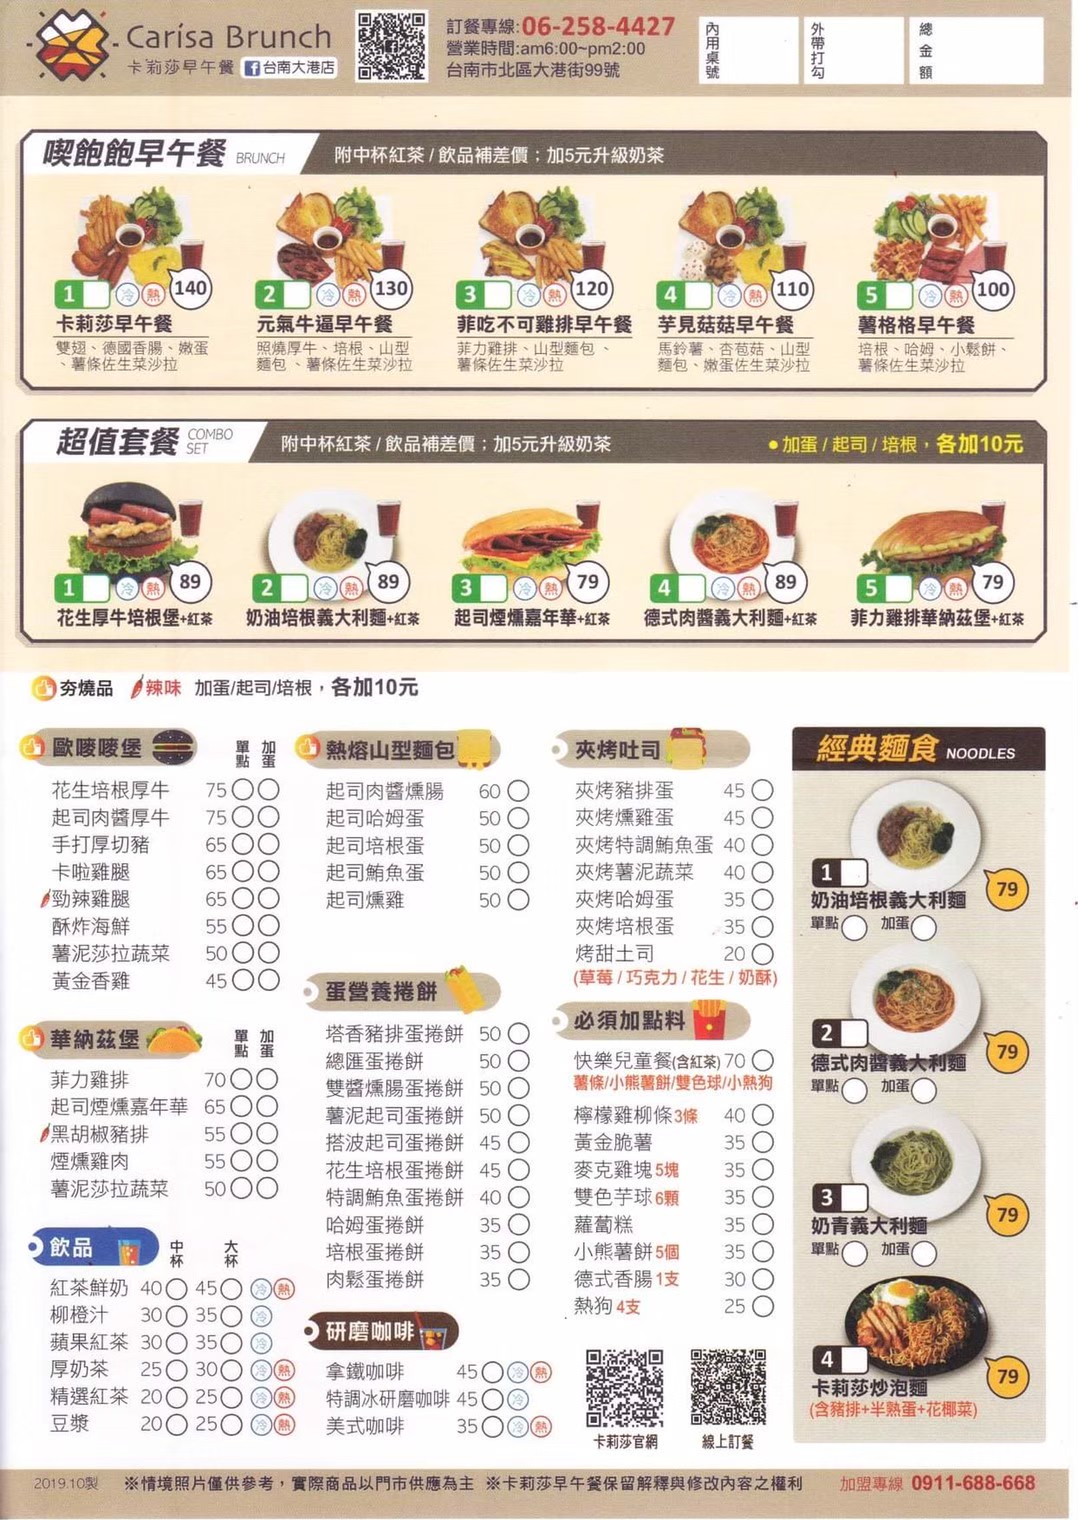 Carisa Brunch
卡莉莎早午餐 f台南大港店
訂餐專線:06-258-4427
營業時間:am6:00~pm2:00
台南市北區大港街99號
內用桌號
外帶打勾
總金額
喫飽飽早午餐 BRUNCH
附中杯紅茶 / 飲品補差價;加5元升級奶茶
1 冷 熱 140
卡莉莎早午餐
雙翅、德國香腸、嫩蛋
、薯條佐生菜沙拉
2 冷 熱 130
元氣牛逼早午餐
照燒厚牛、培根、山型
麵包、薯條佐生菜沙拉
3 冷 熱 120
菲吃不可雞排早午餐
菲力雞排、山型麵包、
薯條佐生菜沙拉
4 冷 熱 110
芋見菇菇早午餐
馬鈴薯、杏苞菇、山型
麵包、嫩蛋佐生菜沙拉
5 冷 熱 100
薯格格早午餐
培根、哈姆、小鬆餅、
薯條佐生菜沙拉
超值套餐 COMBO SET
附中杯紅茶 / 飲品補差價;加5元升級奶茶
●加蛋 / 起司 / 培根,各加10元
1 冷 熱 89
花生厚牛培根堡+紅茶
2 冷 熱 89
奶油培根義大利麵+紅茶
3 冷 熱 79
起司煙燻嘉年華+紅茶
4 冷 熱 89
德式肉醬義大利麵+紅茶
5 冷 熱 79
菲力雞排華納茲堡+紅茶
夯燒品 辣味 加蛋/起司/培根,各加10元
歐嘜嘜堡 單點 加蛋
花生培根厚牛 75
起司肉醬厚牛 75
手打厚切豬 65
卡啦雞腿 65
勁辣雞腿 65
酥炸海鮮 55
薯泥莎拉蔬菜 50
黃金香雞 45
華納茲堡 單點 加蛋
菲力雞排 70
起司煙燻嘉年華 65
黑胡椒豬排 55
煙燻雞肉 55
薯泥莎拉蔬菜 50
飲品 中杯 大杯
紅茶鮮奶 40 45 冷 熱
柳橙汁 30 35 冷
蘋果紅茶 30 35 冷
厚奶茶 25 30 冷 熱
精選紅茶 20 25 冷 熱
豆漿 20 25 冷 熱
熱熔山型麵包
起司肉醬燻腸 60
起司哈姆蛋 50
起司培根蛋 50
起司鮪魚蛋 50
起司燻雞 50
蛋營養捲餅
塔香豬排蛋捲餅 50
總匯蛋捲餅 50
雙醬燻腸蛋捲餅 50
薯泥起司蛋捲餅 50
搭波起司蛋捲餅 45
花生培根蛋捲餅 45
特調鮪魚蛋捲餅 40
哈姆蛋捲餅 35
培根蛋捲餅 35
肉鬆蛋捲餅 35
研磨咖啡
拿鐵咖啡 45 冷 熱
特調冰研磨咖啡 45 冷
美式咖啡 35 冷 熱
夾烤吐司
夾烤豬排蛋 45
夾烤燻雞蛋 45
夾烤特調鮪魚蛋 40
夾烤薯泥蔬菜 40
夾烤哈姆蛋 35
夾烤培根蛋 35
烤甜土司 20
(草莓 / 巧克力 / 花生 / 奶酥)
必須加點料
快樂兒童餐(含紅茶) 70
薯條/小熊薯餅/雙色球/小熱狗
檸檬雞柳條3條 40
黃金脆薯 35
麥克雞塊5塊 35
雙色芋球6顆 35
蘿蔔糕 35
小熊薯餅5個 35
德式香腸1支 30
熱狗4支 25
卡莉莎官網
線上訂餐
經典麵食 NOODLES
1 79
奶油培根義大利麵
單點 加蛋
2 79
德式肉醬義大利麵
單點 加蛋
3 79
奶青義大利麵
單點 加蛋
4 79
卡莉莎炒泡麵
(含豬排+半熟蛋+花椰菜)
2019.10製 ※情境照片僅供參考,實際商品以門市供應為主 ※卡莉莎早午餐保留解釋與修改內容之權利 加盟專線 0911-688-668